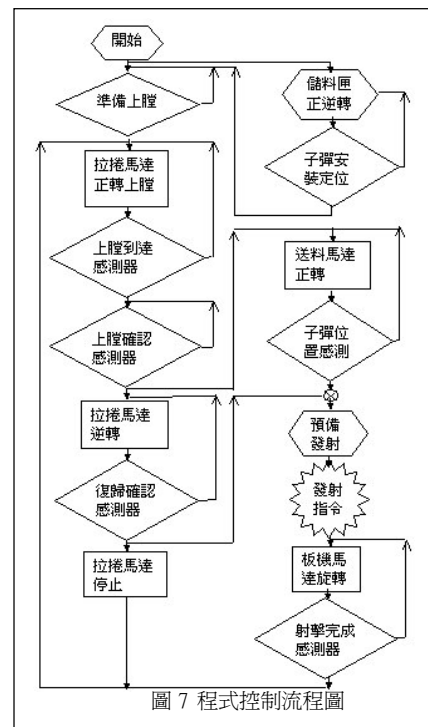 開始
準備上膛
儲料匣
正逆轉
子彈安
裝定位
拉捲馬達
正轉上膛
上膛到達
感測器
上膛確認
感測器
送料馬達
正轉
子彈位
置感測
拉捲馬達
逆轉
復歸確認
感測器
拉捲馬達
停止
預備
發射
發射
指令
板機馬
達旋轉
射擊完成
感測器
圖 7 程式控制流程圖